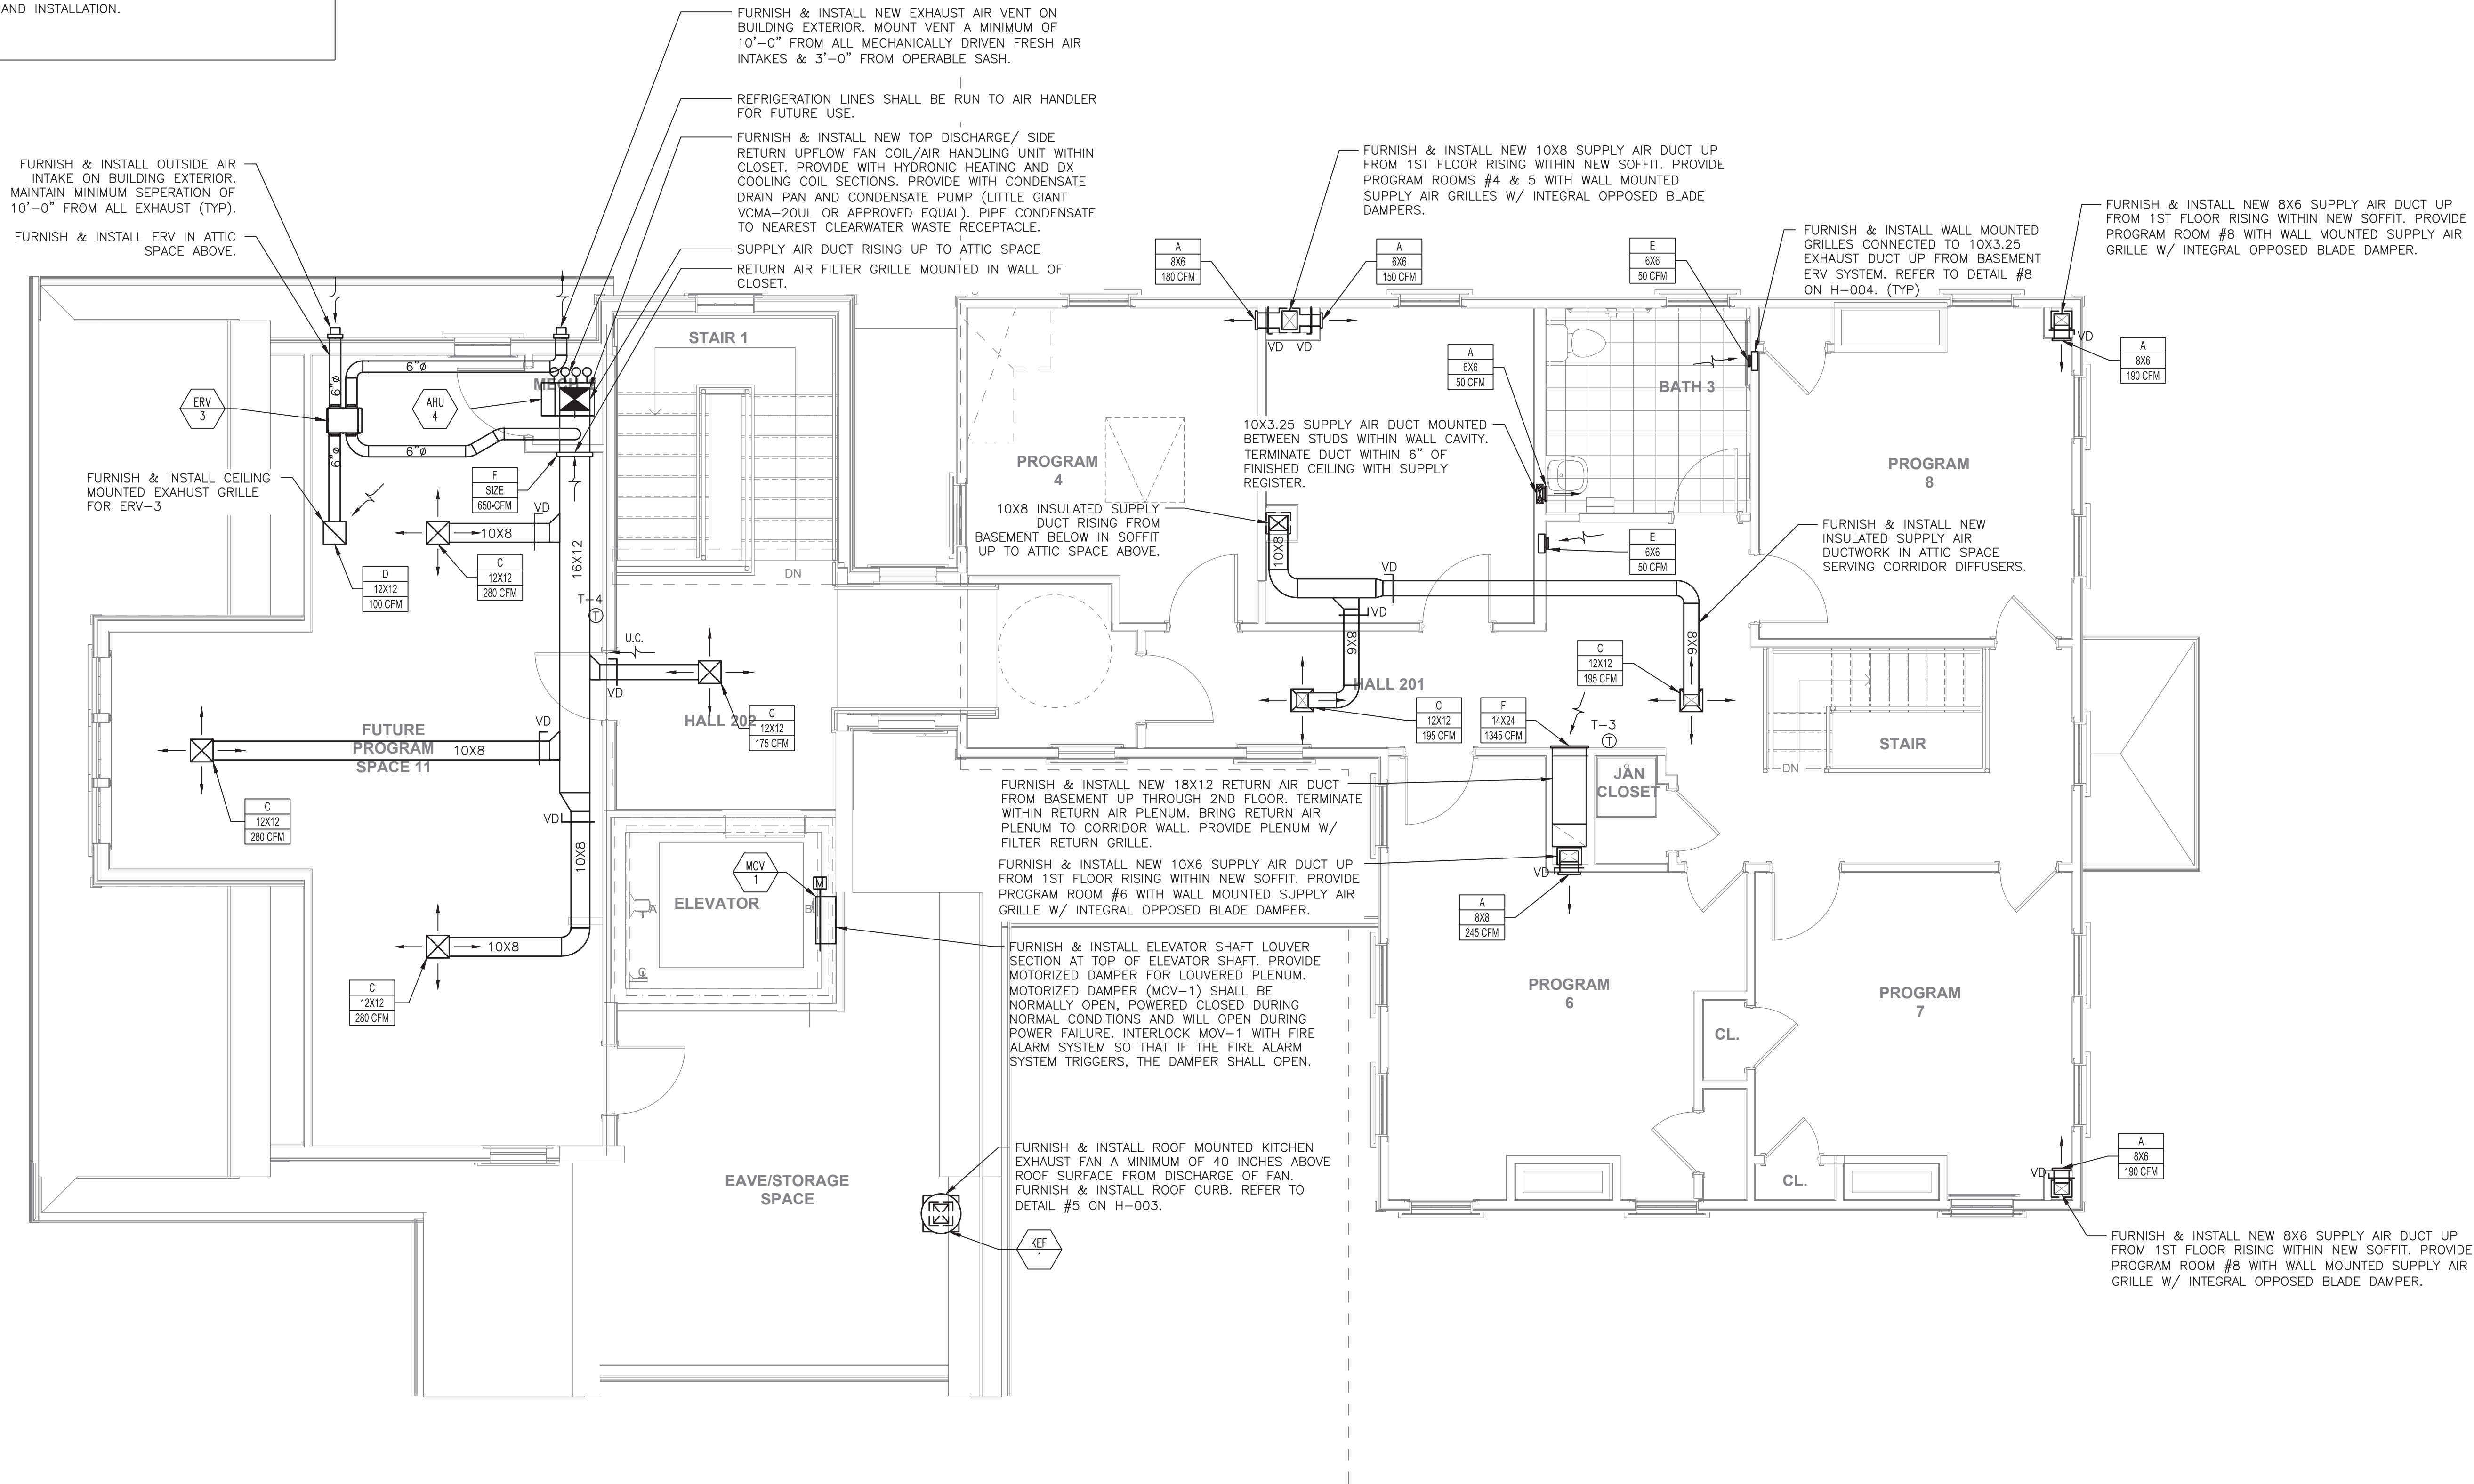 AND INSTALLATION.
FURNISH & INSTALL NEW EXHAUST AIR VENT ON
BUILDING EXTERIOR. MOUNT VENT A MINIMUM OF
10'-0" FROM ALL MECHANICALLY DRIVEN FRESH AIR
INTAKES & 3'-0" FROM OPERABLE SASH.
REFRIGERATION LINES SHALL BE RUN TO AIR HANDLER
FOR FUTURE USE.
FURNISH & INSTALL NEW TOP DISCHARGE/ SIDE
RETURN UPFLOW FAN COIL/AIR HANDLING UNIT WITHIN
CLOSET. PROVIDE WITH HYDRONIC HEATING AND DX
COOLING COIL SECTIONS. PROVIDE WITH CONDENSATE
DRAIN PAN AND CONDENSATE PUMP (LITTLE GIANT
VCMA-20UL OR APPROVED EQUAL). PIPE CONDENSATE
TO NEAREST CLEARWATER WASTE RECEPTACLE.
SUPPLY AIR DUCT RISING UP TO ATTIC SPACE
RETURN AIR FILTER GRILLE MOUNTED IN WALL OF
CLOSET.
FURNISH & INSTALL OUTSIDE AIR
INTAKE ON BUILDING EXTERIOR.
MAINTAIN MINIMUM SEPERATION OF
10'-0" FROM ALL EXHAUST (TYP).
FURNISH & INSTALL ERV IN ATTIC
SPACE ABOVE.
FURNISH & INSTALL NEW 10X8 SUPPLY AIR DUCT UP
FROM 1ST FLOOR RISING WITHIN NEW SOFFIT. PROVIDE
PROGRAM ROOMS #4 & 5 WITH WALL MOUNTED
SUPPLY AIR GRILLES W/ INTEGRAL OPPOSED BLADE
DAMPERS.
FURNISH & INSTALL WALL MOUNTED
GRILLES CONNECTED TO 10X3.25
EXHAUST DUCT UP FROM BASEMENT
ERV SYSTEM. REFER TO DETAIL #8
ON H-004. (TYP)
FURNISH & INSTALL NEW 8X6 SUPPLY AIR DUCT UP
FROM 1ST FLOOR RISING WITHIN NEW SOFFIT. PROVIDE
PROGRAM ROOM #8 WITH WALL MOUNTED SUPPLY AIR
GRILLE W/ INTEGRAL OPPOSED BLADE DAMPER.
A
8X6
180 CFM
A
6X6
150 CFM
E
6X6
50 CFM
VD VD
VD
A
8X6
190 CFM
STAIR 1
6"ø
6"ø
MECH
ERV
3
AHU
4
6"ø
6"ø
A
6X6
50 CFM
BATH 3
10X3.25 SUPPLY AIR DUCT MOUNTED
BETWEEN STUDS WITHIN WALL CAVITY.
TERMINATE DUCT WITHIN 6" OF
FINISHED CEILING WITH SUPPLY
REGISTER.
PROGRAM
4
PROGRAM
8
FURNISH & INSTALL CEILING
MOUNTED EXAHUST GRILLE
FOR ERV-3
F
SIZE
650-CFM
VD
10X8
16X12
10X8 INSULATED SUPPLY
DUCT RISING FROM
BASEMENT BELOW IN SOFFIT
UP TO ATTIC SPACE ABOVE.
10X8
E
6X6
50 CFM
FURNISH & INSTALL NEW
INSULATED SUPPLY AIR
DUCTWORK IN ATTIC SPACE
SERVING CORRIDOR DIFFUSERS.
D
12X12
100 CFM
C
12X12
280 CFM
DN
T-4
T
VD
VD
U.C.
8X6
8X6
VD
C
12X12
195 CFM
HALL 201
HALL 202
C
12X12
175 CFM
C
12X12
195 CFM
F
14X24
1345 CFM
T-3
T
FUTURE
PROGRAM
SPACE 11
10X8
VD
STAIR
DN
JAN
CLOSET
FURNISH & INSTALL NEW 18X12 RETURN AIR DUCT
FROM BASEMENT UP THROUGH 2ND FLOOR. TERMINATE
WITHIN RETURN AIR PLENUM. BRING RETURN AIR
PLENUM TO CORRIDOR WALL. PROVIDE PLENUM W/
FILTER RETURN GRILLE.
C
12X12
280 CFM
VD
10X8
MOV
1
M
FURNISH & INSTALL NEW 10X6 SUPPLY AIR DUCT UP
FROM 1ST FLOOR RISING WITHIN NEW SOFFIT. PROVIDE
PROGRAM ROOM #6 WITH WALL MOUNTED SUPPLY AIR
GRILLE W/ INTEGRAL OPPOSED BLADE DAMPER.
VD
A
8X8
245 CFM
A
ELEVATOR
B
10X8
C
FURNISH & INSTALL ELEVATOR SHAFT LOUVER
SECTION AT TOP OF ELEVATOR SHAFT. PROVIDE
MOTORIZED DAMPER FOR LOUVERED PLENUM.
MOTORIZED DAMPER (MOV-1) SHALL BE
NORMALLY OPEN, POWERED CLOSED DURING
NORMAL CONDITIONS AND WILL OPEN DURING
POWER FAILURE. INTERLOCK MOV-1 WITH FIRE
ALARM SYSTEM SO THAT IF THE FIRE ALARM
SYSTEM TRIGGERS, THE DAMPER SHALL OPEN.
C
12X12
280 CFM
PROGRAM
6
PROGRAM
7
CL.
CL.
FURNISH & INSTALL ROOF MOUNTED KITCHEN
EXHAUST FAN A MINIMUM OF 40 INCHES ABOVE
ROOF SURFACE FROM DISCHARGE OF FAN.
FURNISH & INSTALL ROOF CURB. REFER TO
DETAIL #5 ON H-003.
EAVE/STORAGE
SPACE
KEF
1
VD
A
8X6
190 CFM
FURNISH & INSTALL NEW 8X6 SUPPLY AIR DUCT UP
FROM 1ST FLOOR RISING WITHIN NEW SOFFIT. PROVIDE
PROGRAM ROOM #8 WITH WALL MOUNTED SUPPLY AIR
GRILLE W/ INTEGRAL OPPOSED BLADE DAMPER.